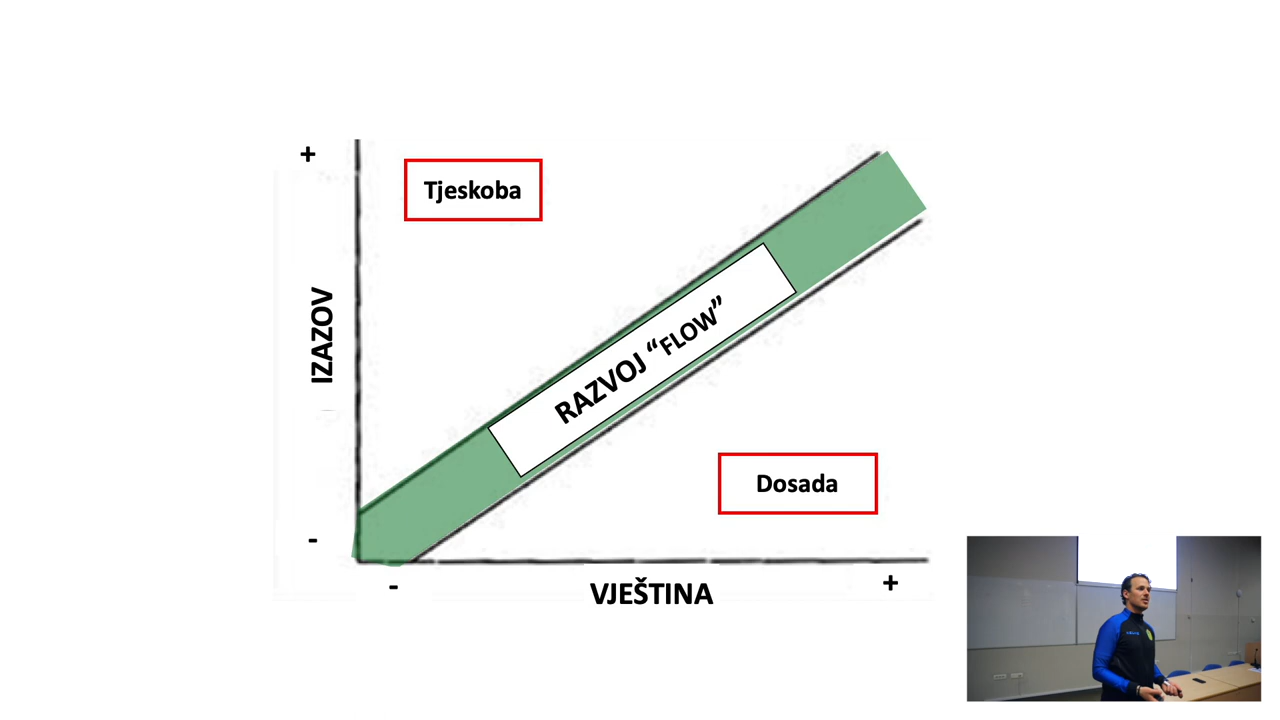 +
Tjeskoba
IZAZOV
RAZVOJ “FLOW”
Dosada
-
-
VJEŠTINA
+